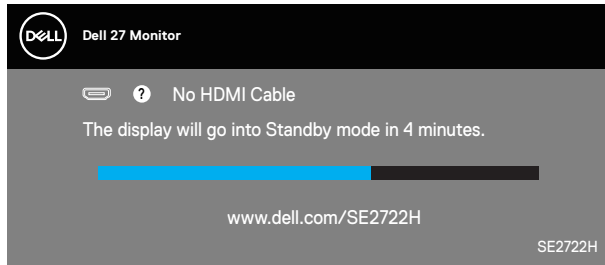 DELL
Dell 27 Monitor
? No HDMI Cable
The display will go into Standby mode in 4 minutes.
www.dell.com/SE2722H
SE2722H